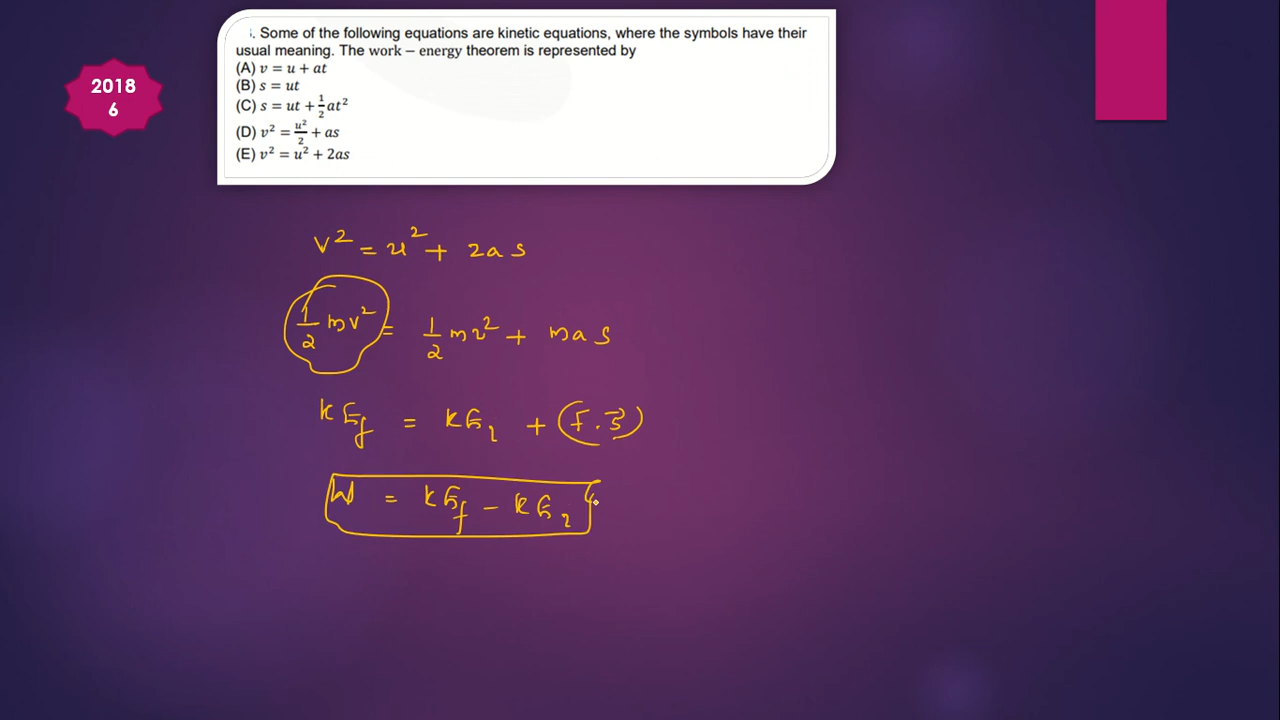 2018
6
. Some of the following equations are kinetic equations, where the symbols have their
usual meaning. The work – energy theorem is represented by
(A) v = u + at
(B) s = ut
(C) s = ut + 1/2 at²
(D) v² = u²/2 + as
(E) v² = u² + 2as
v² = u² + 2as
1/2 mv² = 1/2 mu² + mas
KEf = KEi + (F.s)
W = KEf - KEi